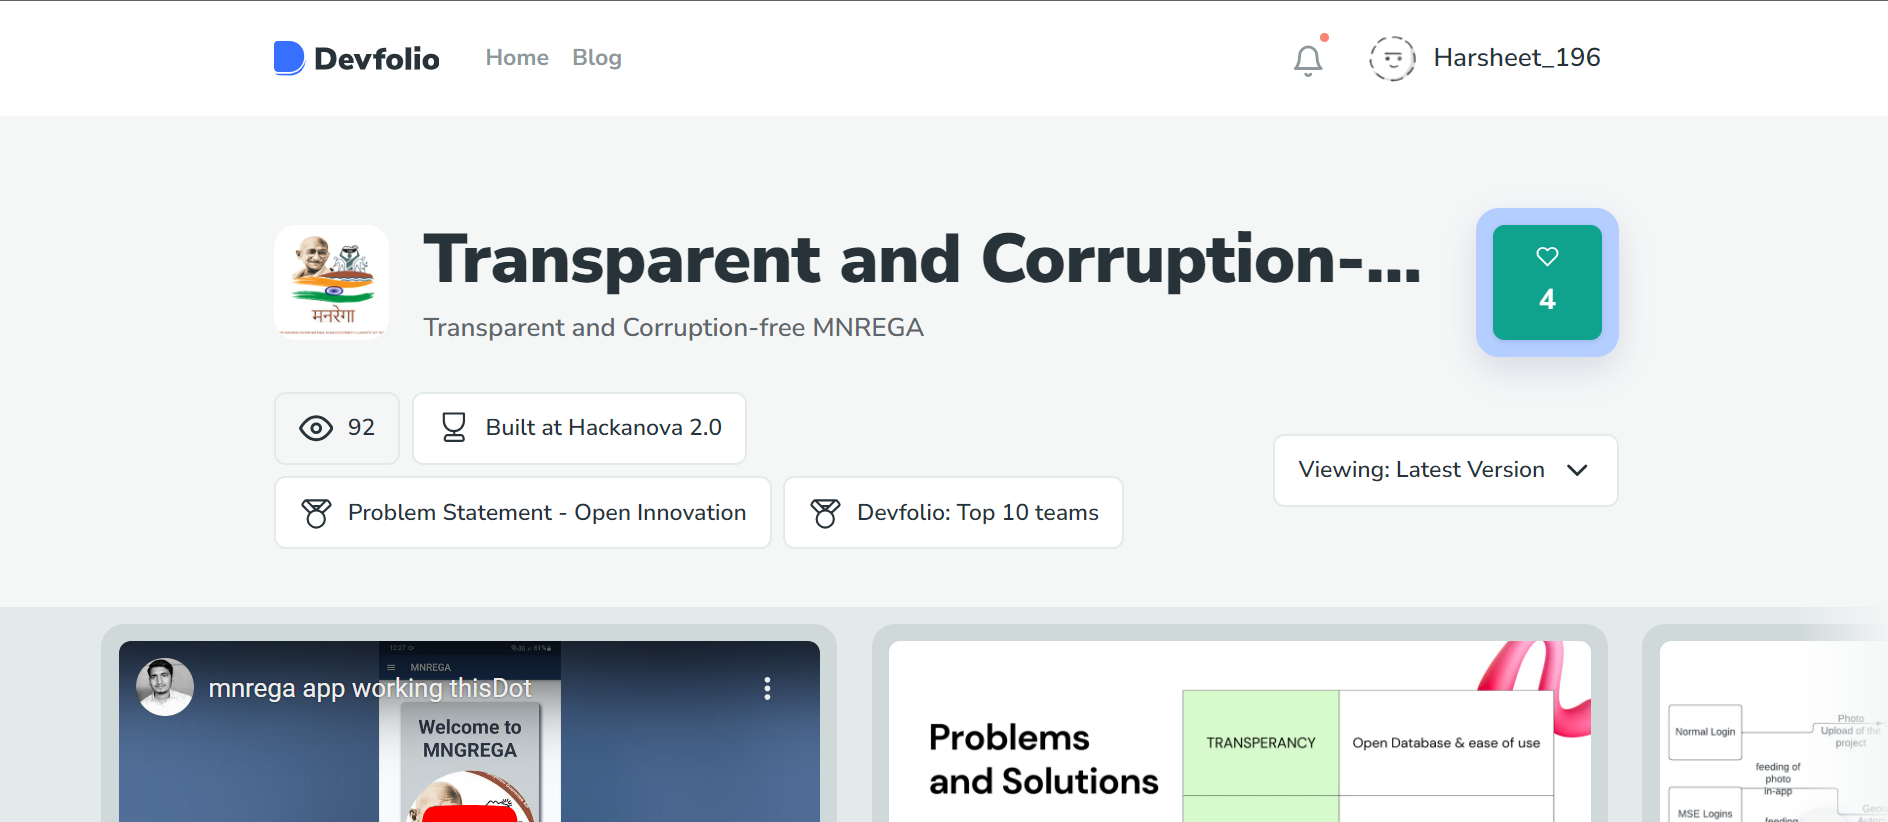 Devfolio
Home
Blog
Harsheet_196
मनरेगा
Transparent and Corruption-...
Transparent and Corruption-free MNREGA
4
92
Built at Hackanova 2.0
Viewing: Latest Version
Problem Statement - Open Innovation
Devfolio: Top 10 teams
10:27
61%
MNREGA
mnrega app working thisDot
Welcome to
MNGREGA
Problems
and Solutions
TRANSPERANCY
Open Database & ease of use
Normal Login
Photo
Upload of the
project
feeding of
photo
in-app
MSE Logins
feeding